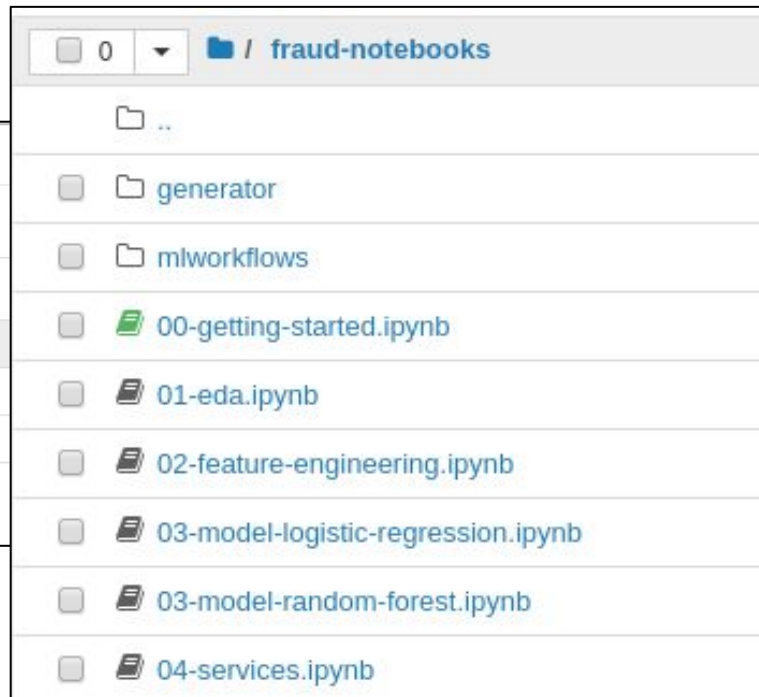 0 / fraud-notebooks
..
generator
mlworkflows
00-getting-started.ipynb
01-eda.ipynb
02-feature-engineering.ipynb
03-model-logistic-regression.ipynb
03-model-random-forest.ipynb
04-services.ipynb